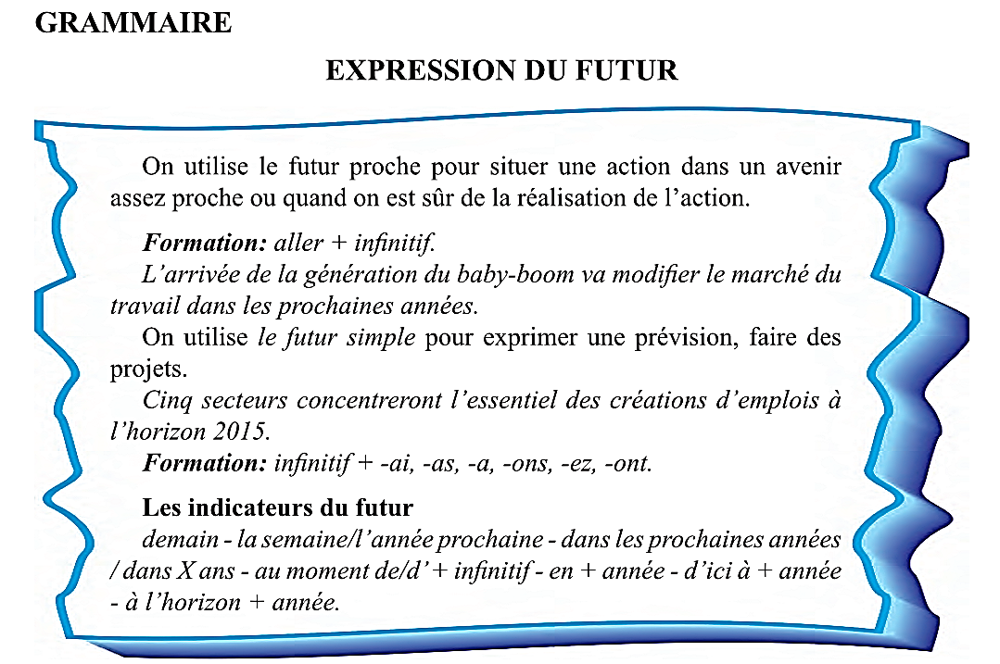 GRAMMAIRE
EXPRESSION DU FUTUR
On utilise le futur proche pour situer une action dans un avenir
assez proche ou quand on est sûr de la réalisation de l'action.
Formation: aller + infinitif.
L'arrivée de la génération du baby-boom va modifier le marché du
travail dans les prochaines années.
On utilise le futur simple pour exprimer une prévision, faire des
projets.
Cinq secteurs concentreront l'essentiel des créations d'emplois à
l'horizon 2015.
Formation: infinitif + -ai, -as, -a, -ons, -ez, -ont.
Les indicateurs du futur
demain - la semaine/l'année prochaine - dans les prochaines années
/ dans X ans - au moment de/d' + infinitif - en + année - d'ici à + année
- à l'horizon + année.